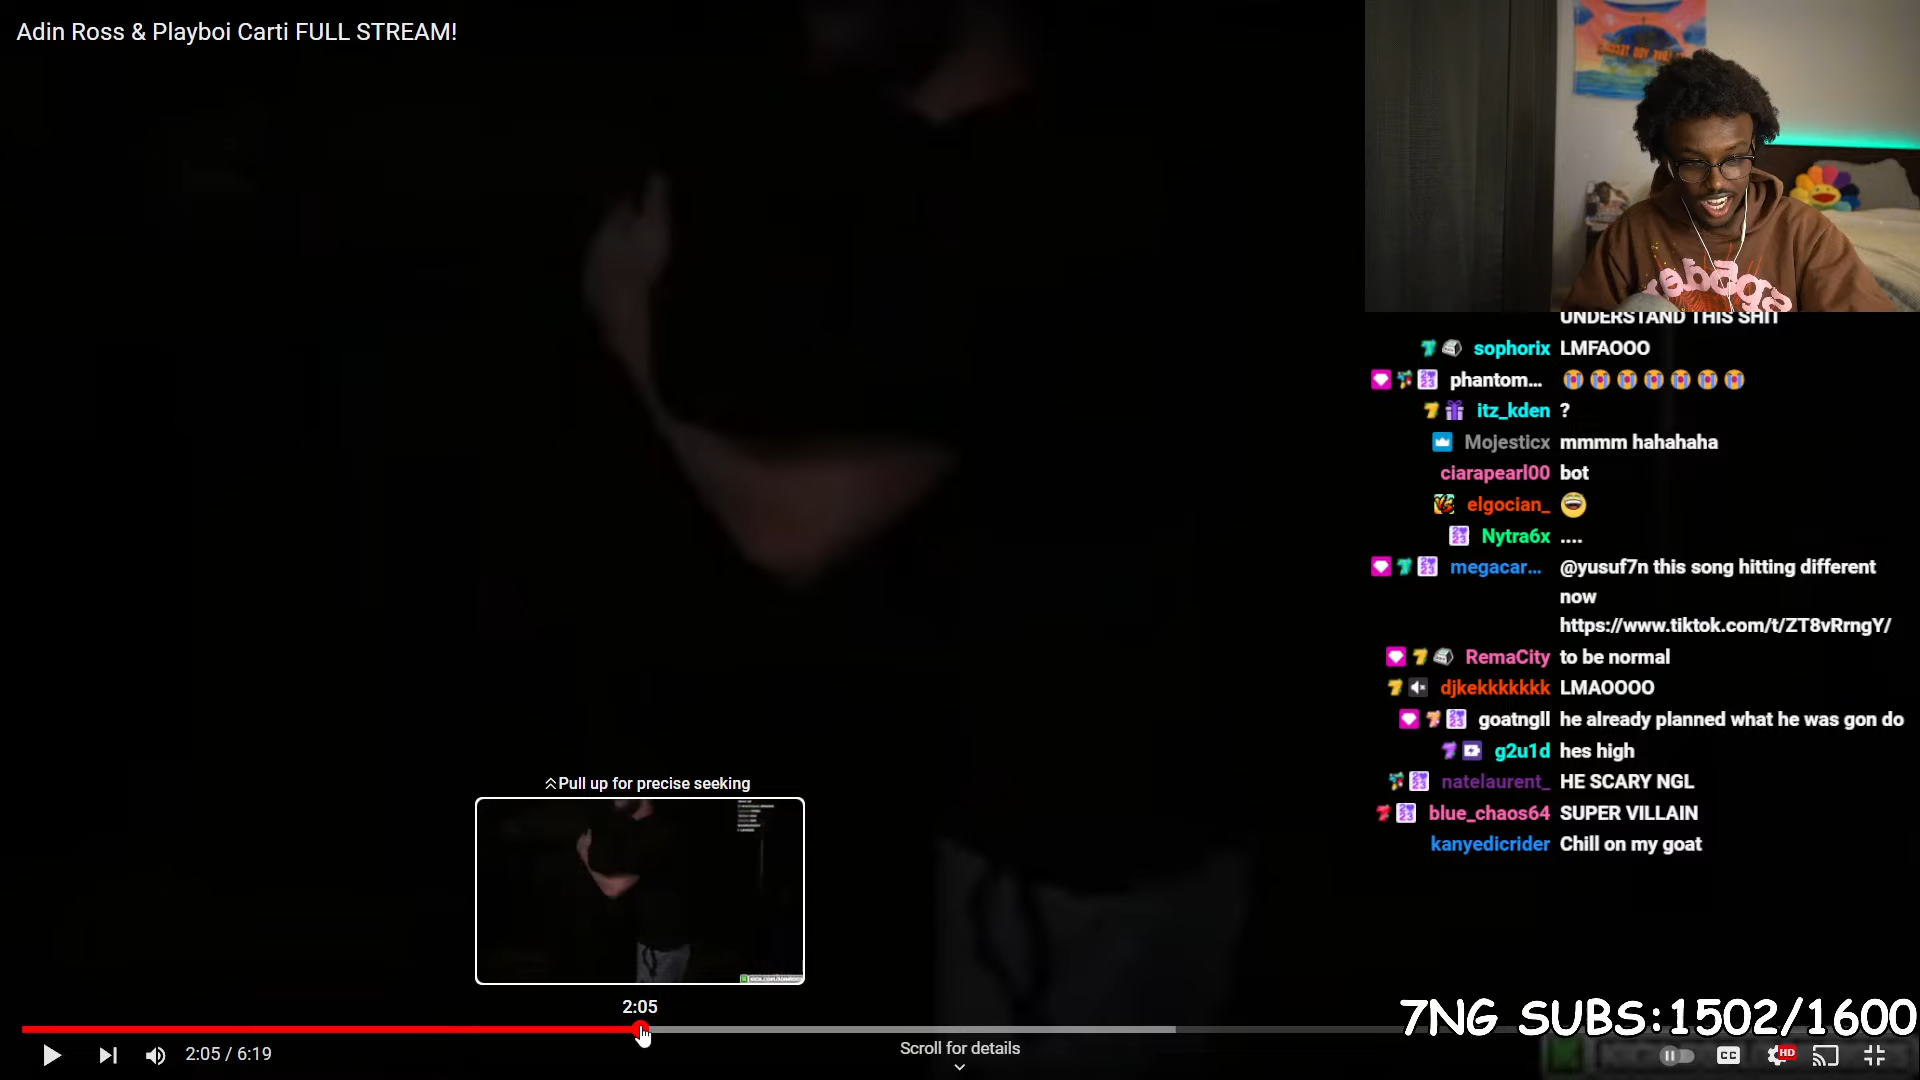 Adin Ross & Playboi Carti FULL STREAM!
UNDERSTAND THIS SHIT
sophorix LMFAOOO
phantom...
itz_kden ?
Mojesticx mmmm hahahaha
ciarapearl00 bot
elgocian_
Nytra6x ....
megacar... @yusuf7n this song hitting different
now
https://www.tiktok.com/t/ZT8vRrngY/
RemaCity to be normal
djkekkkkkkk LMAOOOO
goatngll he already planned what he was gon do
g2u1d hes high
natelaurent_ HE SCARY NGL
blue_chaos64 SUPER VILLAIN
kanyedicrider Chill on my goat
Pull up for precise seeking
2:05
7NG SUBS:1502/1600
2:05 / 6:19
Scroll for details
CC
HD